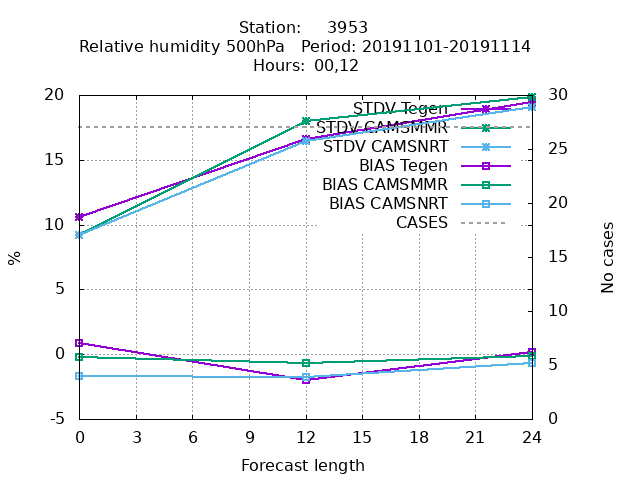 Station:     3953
Relative humidity 500hPa   Period: 20191101-20191114
Hours:  00,12
20
15
10
5
0
-5
%
30
25
20
15
10
5
0
No cases
STDV Tegen
STDV CAMSMMR
STDV CAMSNRT
BIAS Tegen
BIAS CAMSMMR
BIAS CAMSNRT
CASES
0 3 6 9 12 15 18 21 24
Forecast length